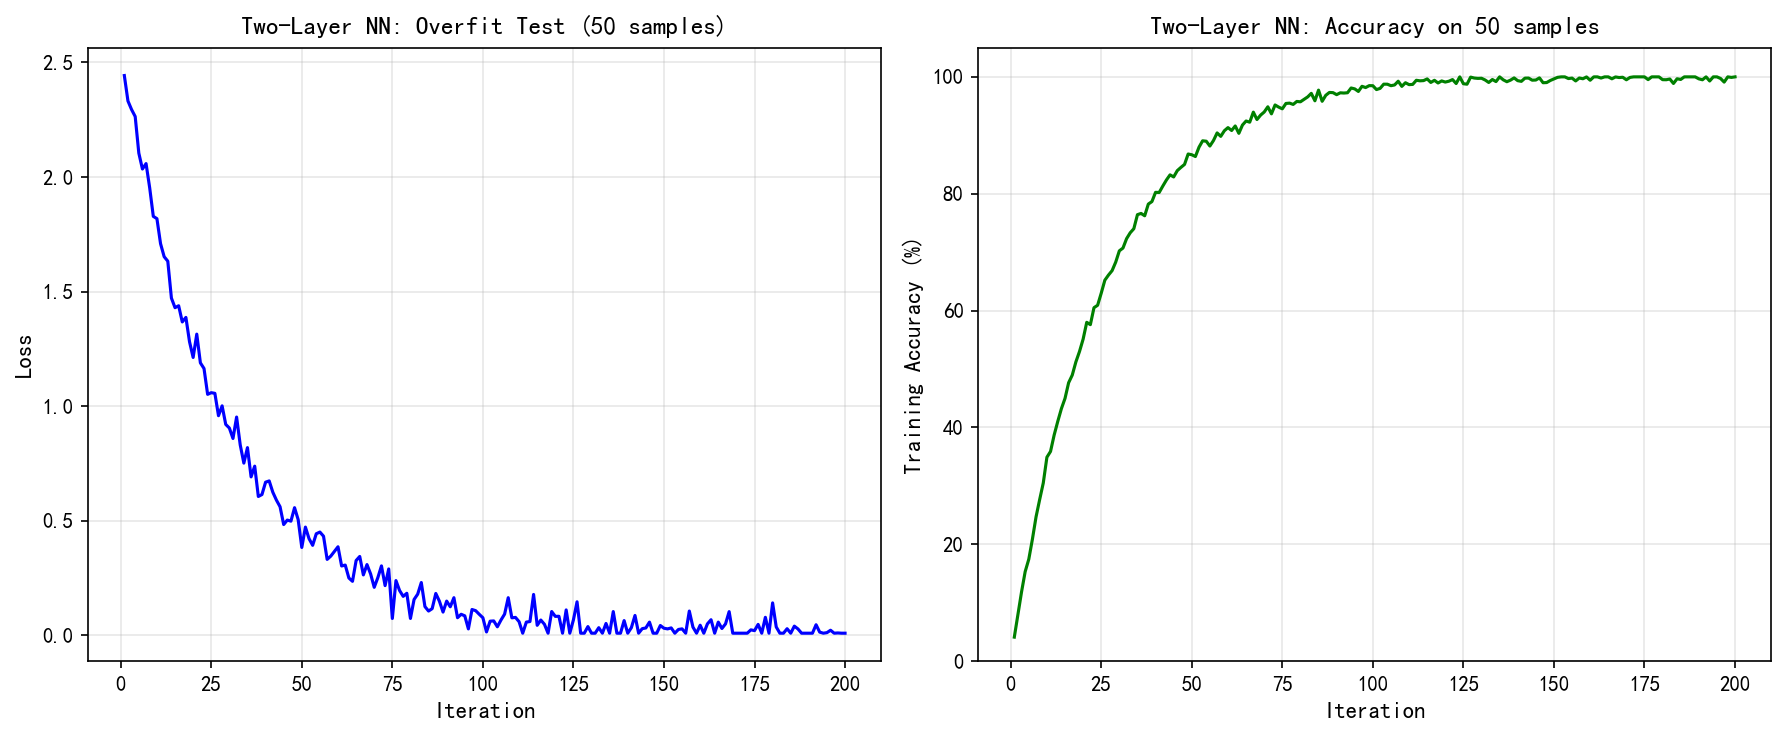 Two-Layer NN: Overfit Test (50 samples)
2.5
2.0
1.5
1.0
0.5
0.0
Loss
0 25 50 75 100 125 150 175 200
Iteration
Two-Layer NN: Accuracy on 50 samples
100
80
60
40
20
0
Training Accuracy (%)
0 25 50 75 100 125 150 175 200
Iteration